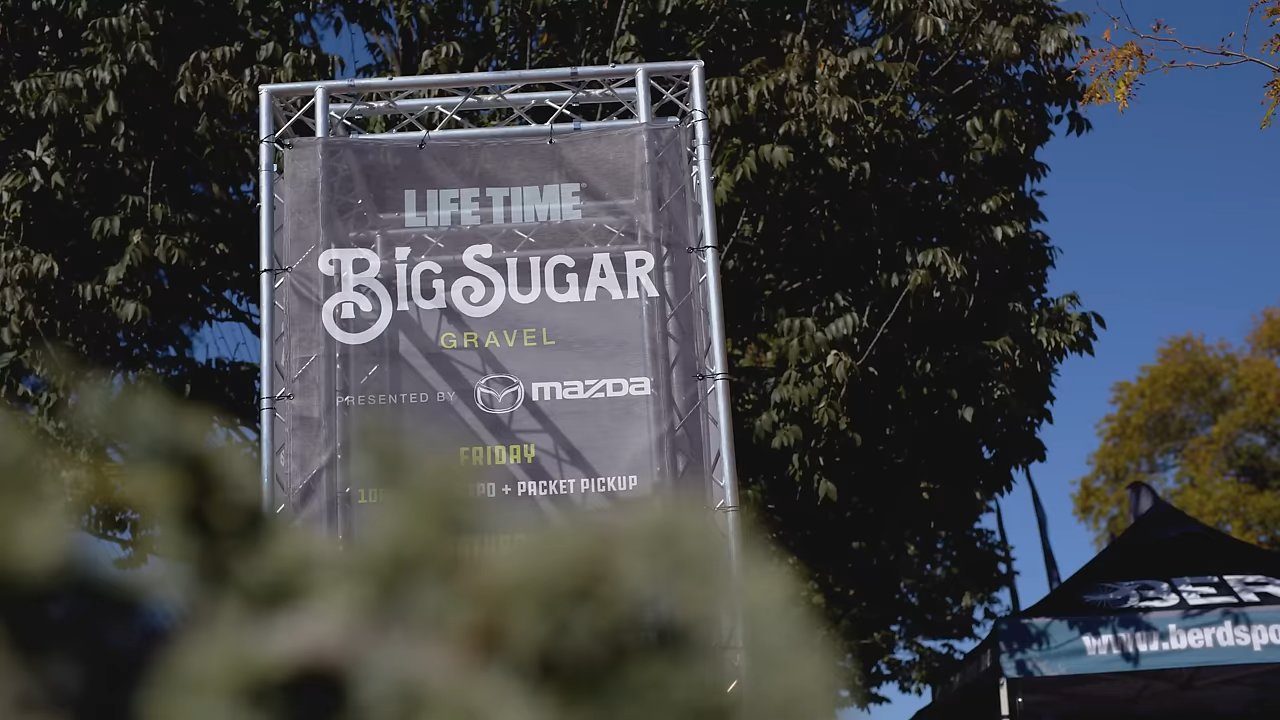 LIFE TIME
BIG SUGAR
GRAVEL
PRESENTED BY mazda
FRIDAY
+ PACKET PICKUP
www.berdspo